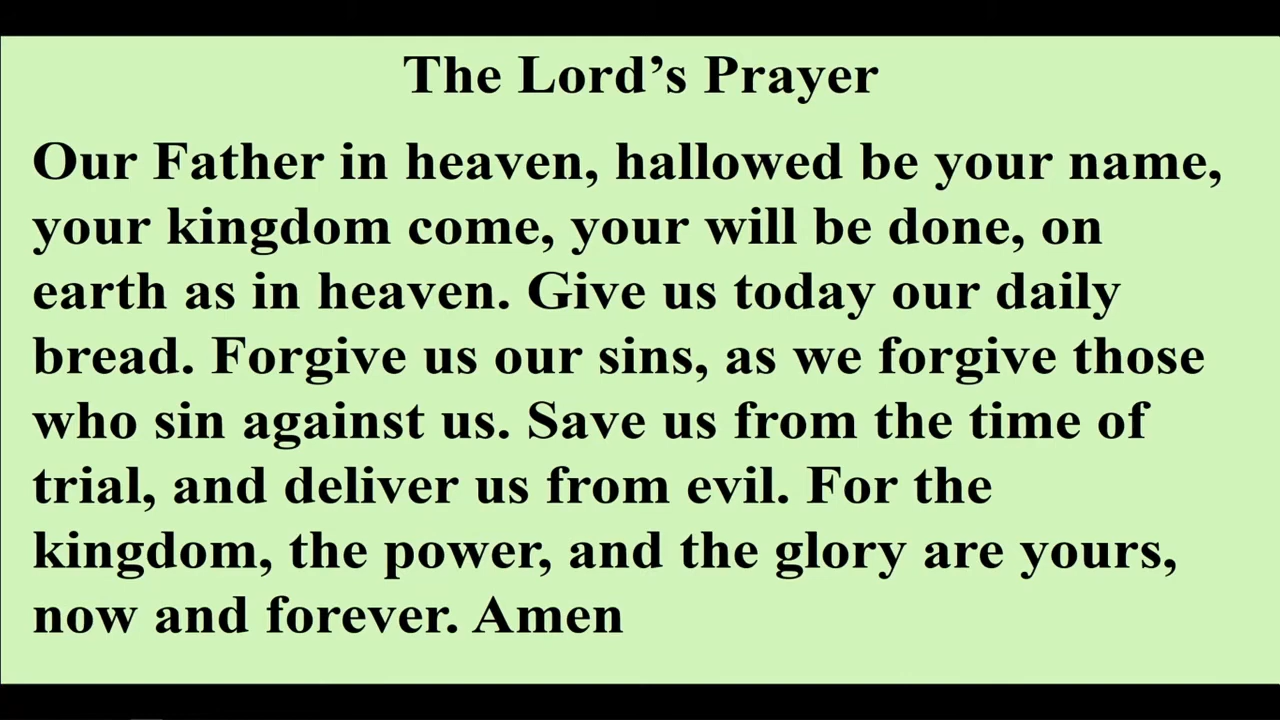 The Lord’s Prayer
Our Father in heaven, hallowed be your name,
your kingdom come, your will be done, on
earth as in heaven. Give us today our daily
bread. Forgive us our sins, as we forgive those
who sin against us. Save us from the time of
trial, and deliver us from evil. For the
kingdom, the power, and the glory are yours,
now and forever. Amen